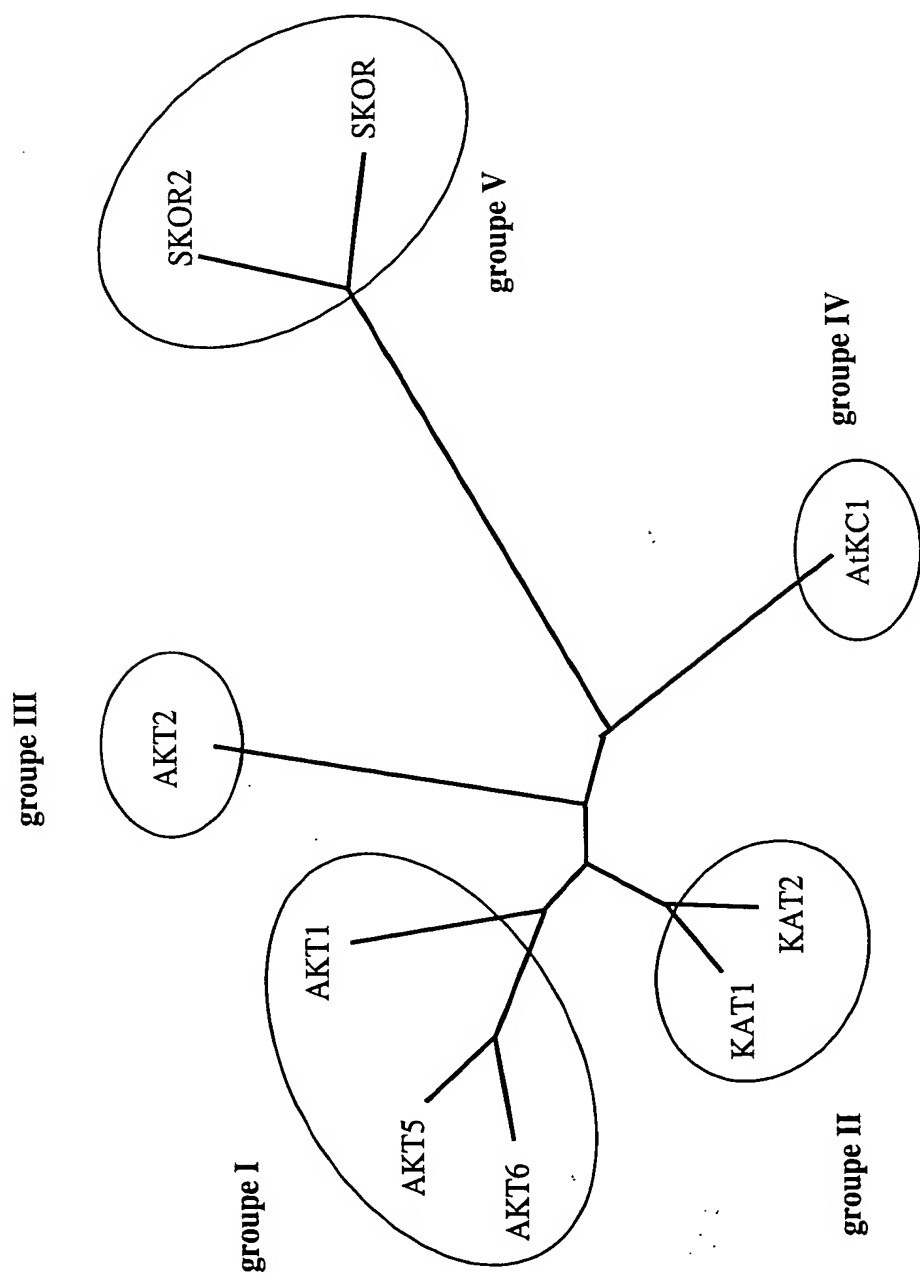 groupe I
AKT5
AKT6
AKT1
groupe II
KAT1
KAT2
groupe III
AKT2
groupe IV
AtKC1
groupe V
SKOR2
SKOR